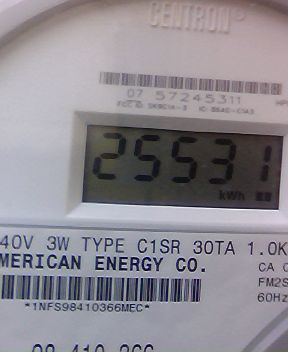 CENTRON®
07 57245311
25531
kWh
40V 3W TYPE C1SR 30TA 1.0K
MERICAN ENERGY CO.
CA 0
FM2S
60Hz
*1NFS98410366MEC*